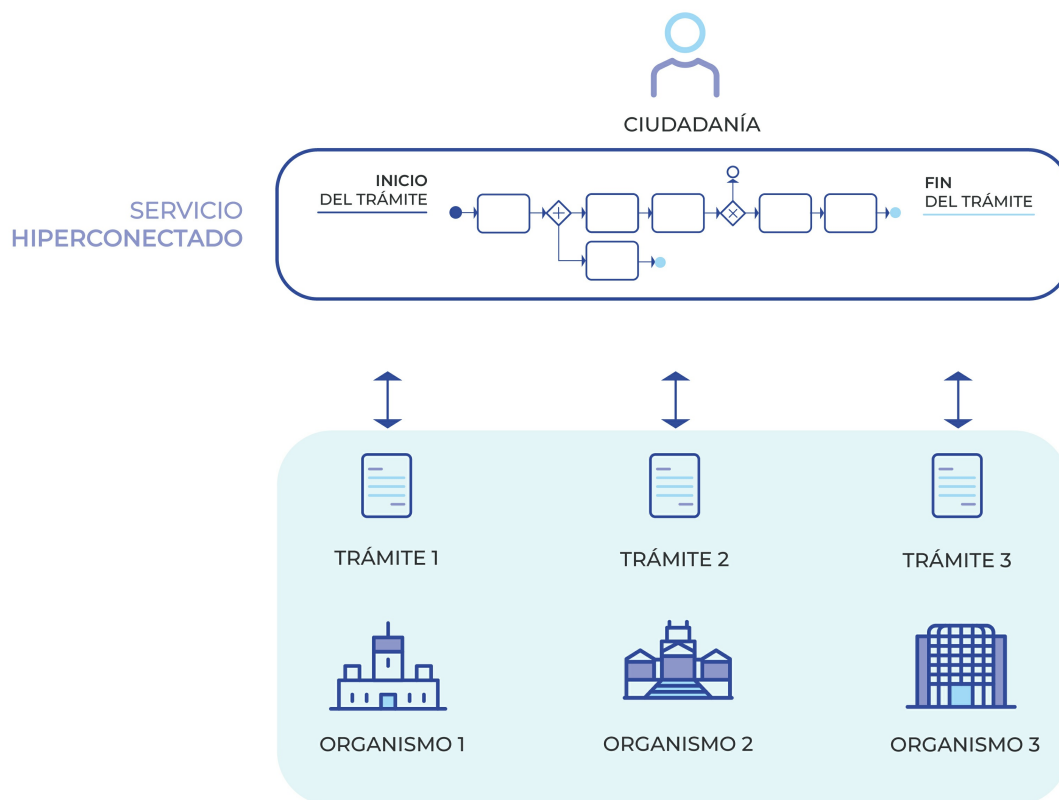 CIUDADANÍA
INICIO
DEL TRÁMITE
FIN
DEL TRÁMITE
SERVICIO
HIPERCONECTADO
TRÁMITE 1
TRÁMITE 2
TRÁMITE 3
ORGANISMO 1
ORGANISMO 2
ORGANISMO 3